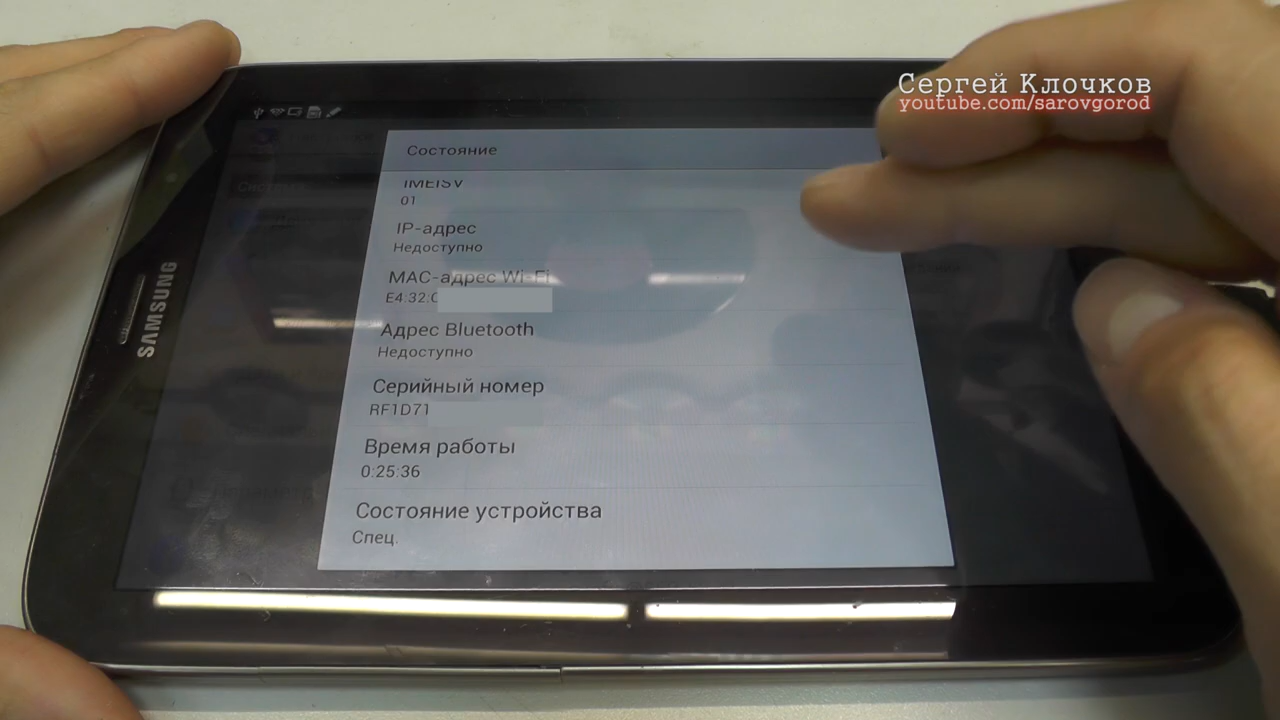 Сергей Клочков
youtube.com/sarovgorod
SAMSUNG
Состояние
IMEISV
01
IP-адрес
Недоступно
MAC-адрес Wi-Fi
E4:32:C
Адрес Bluetooth
Недоступно
Серийный номер
RF1D71
Время работы
0:25:36
Состояние устройства
Спец.
Система